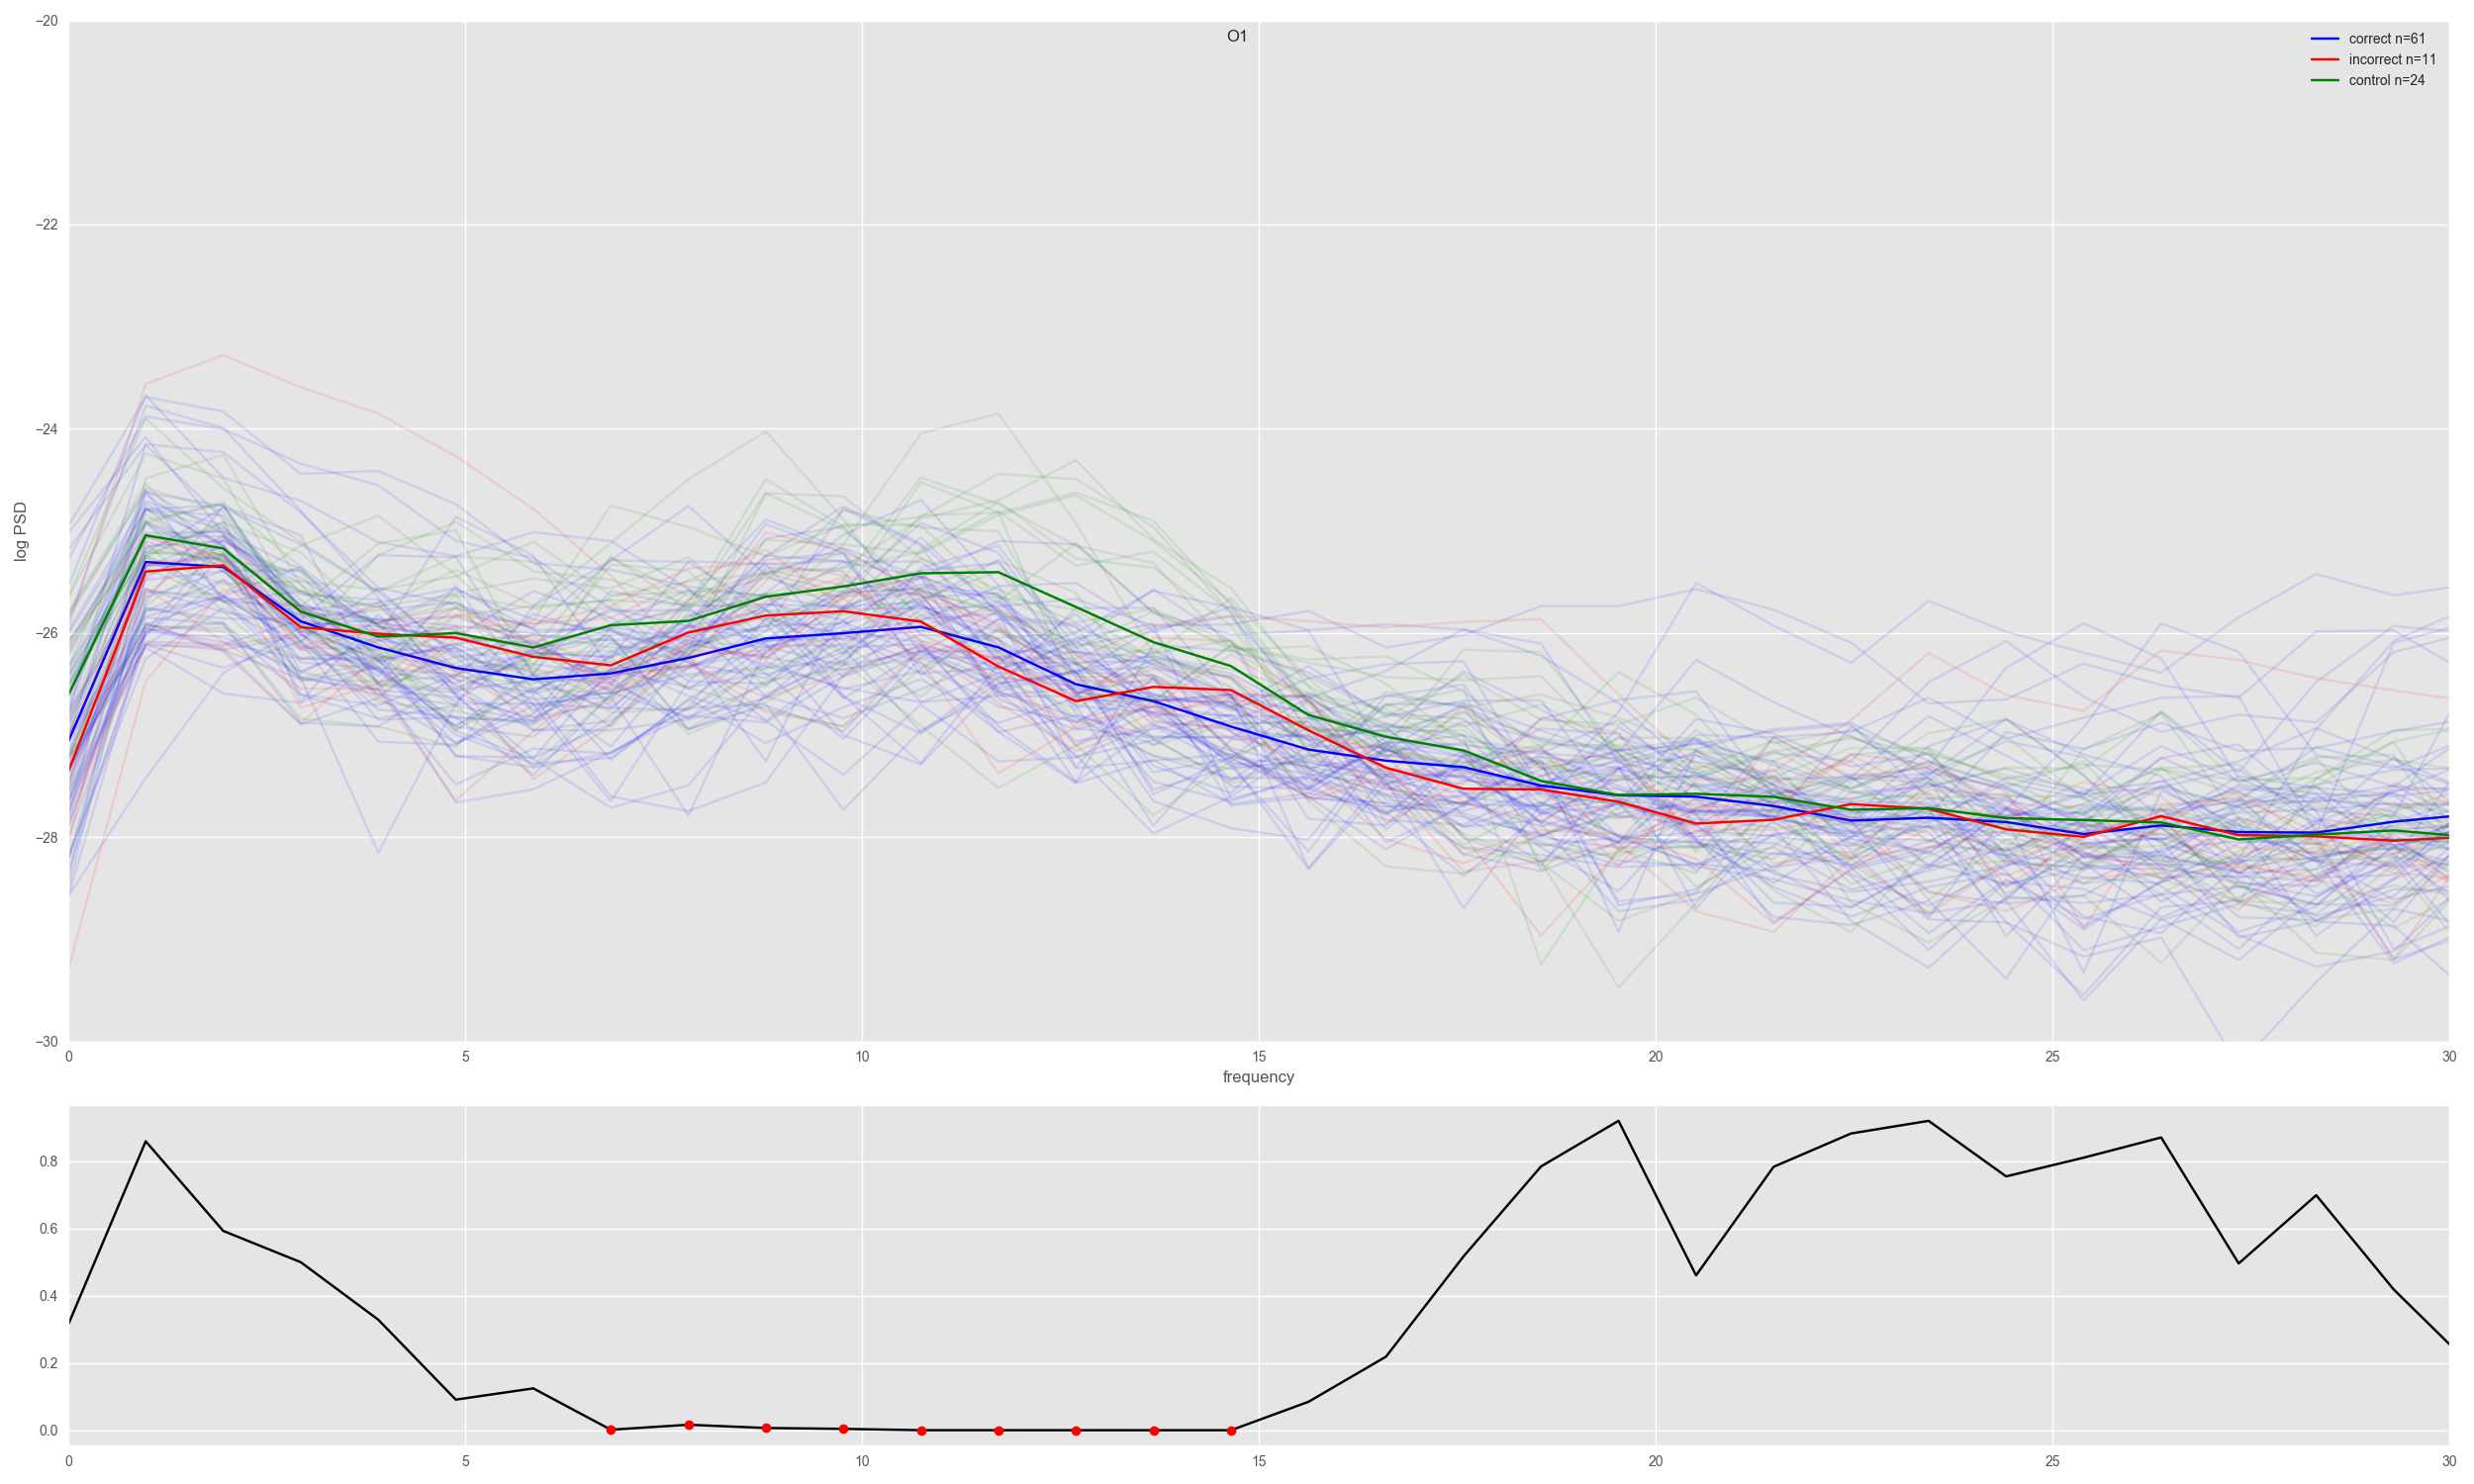 O1
correct n=61
incorrect n=11
control n=24
−20
−22
−24
−26
−28
−30
log PSD
0 5 10 15 20 25 30
frequency
0.8
0.6
0.4
0.2
0.0
0 5 10 15 20 25 30